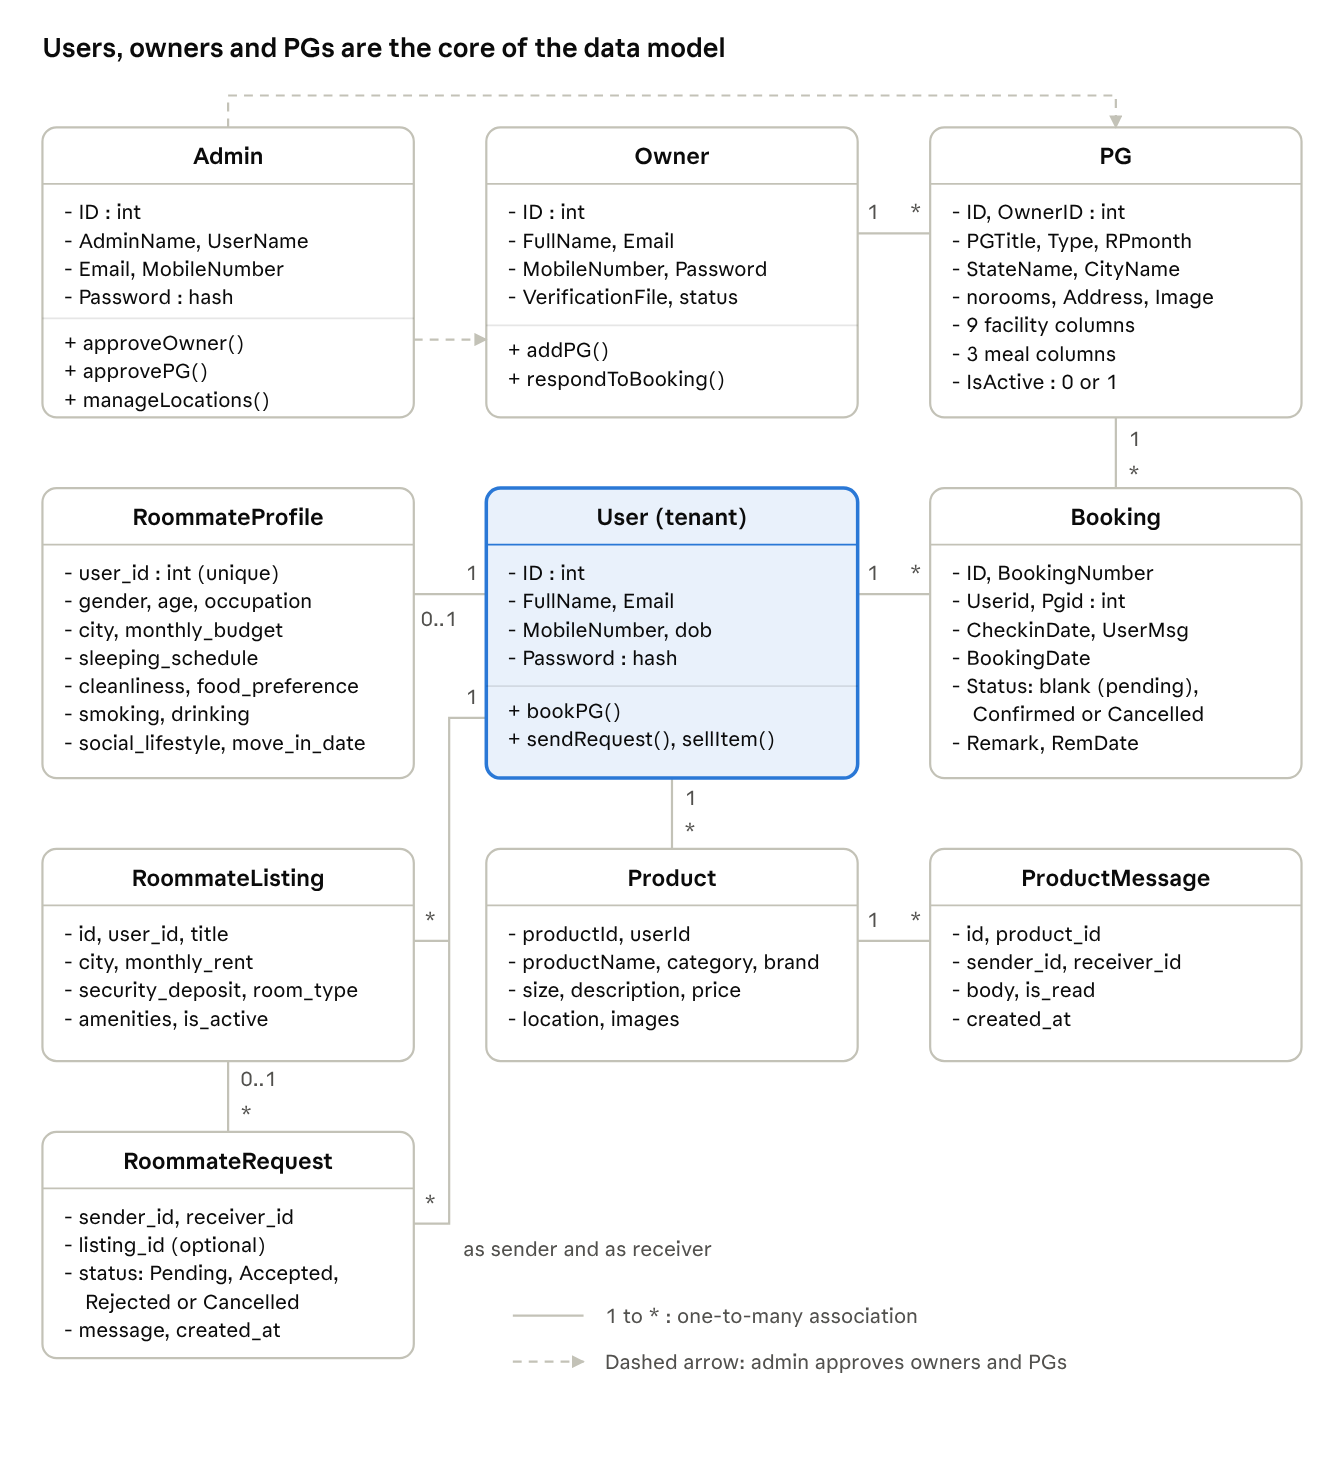 Users, owners and PGs are the core of the data model
Admin
- ID : int
- AdminName, UserName
- Email, MobileNumber
- Password : hash
+ approveOwner()
+ approvePG()
+ manageLocations()
Owner
- ID : int
- FullName, Email
- MobileNumber, Password
- VerificationFile, status
+ addPG()
+ respondToBooking()
1
*
PG
- ID, OwnerID : int
- PGTitle, Type, RPmonth
- StateName, CityName
- norooms, Address, Image
- 9 facility columns
- 3 meal columns
- IsActive : 0 or 1
1
*
RoommateProfile
- user_id : int (unique)
- gender, age, occupation
- city, monthly_budget
- sleeping_schedule
- cleanliness, food_preference
- smoking, drinking
- social_lifestyle, move_in_date
1
0..1
1
User (tenant)
- ID : int
- FullName, Email
- MobileNumber, dob
- Password : hash
+ bookPG()
+ sendRequest(), sellItem()
1
*
Booking
- ID, BookingNumber
- Userid, Pgid : int
- CheckinDate, UserMsg
- BookingDate
- Status: blank (pending),
Confirmed or Cancelled
- Remark, RemDate
1
*
RoommateListing
- id, user_id, title
- city, monthly_rent
- security_deposit, room_type
- amenities, is_active
*
Product
- productId, userId
- productName, category, brand
- size, description, price
- location, images
1
*
ProductMessage
- id, product_id
- sender_id, receiver_id
- body, is_read
- created_at
0..1
*
RoommateRequest
- sender_id, receiver_id
- listing_id (optional)
- status: Pending, Accepted,
Rejected or Cancelled
- message, created_at
*
as sender and as receiver
1 to * : one-to-many association
Dashed arrow: admin approves owners and PGs